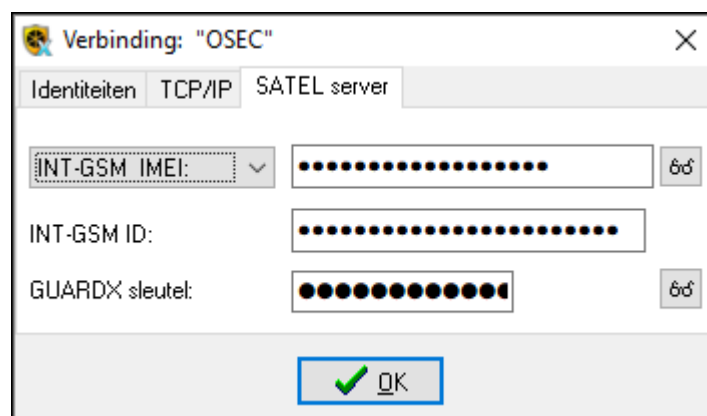 Verbinding: "OSEC"
Identiteiten TCP/IP SATEL server
INT-GSM IMEI: ••••••••••••••••••
INT-GSM ID: •••••••••••••••••••••••
GUARDX sleutel: ••••••••••••
OK